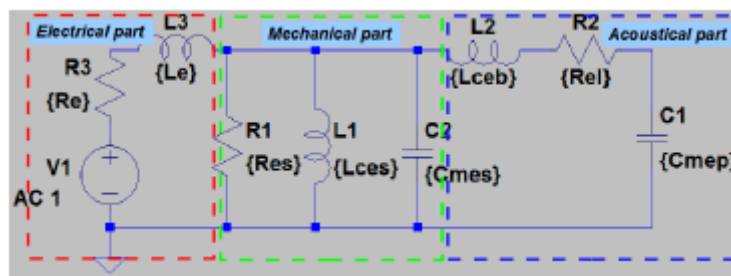 Electrical part
L3
Mechanical part
L2
R2
Acoustical part
R3
{Le}
{Lceb}
{Rel}
{Re}
R1
L1
C2
C1
V1
{Res}
{Lces}
{Cmes}
{Cmep}
AC 1